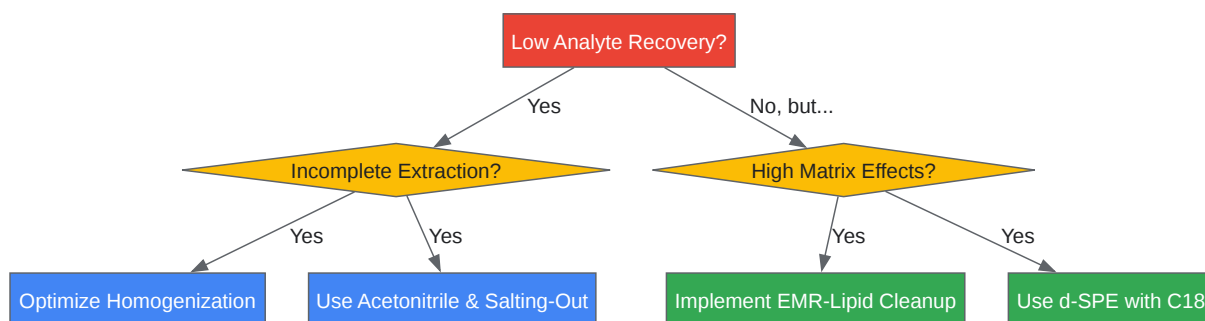 Low Analyte Recovery?
Yes
No, but...
Incomplete Extraction?
High Matrix Effects?
Yes
Yes
Yes
Yes
Optimize Homogenization
Use Acetonitrile & Salting-Out
Implement EMR-Lipid Cleanup
Use d-SPE with C18